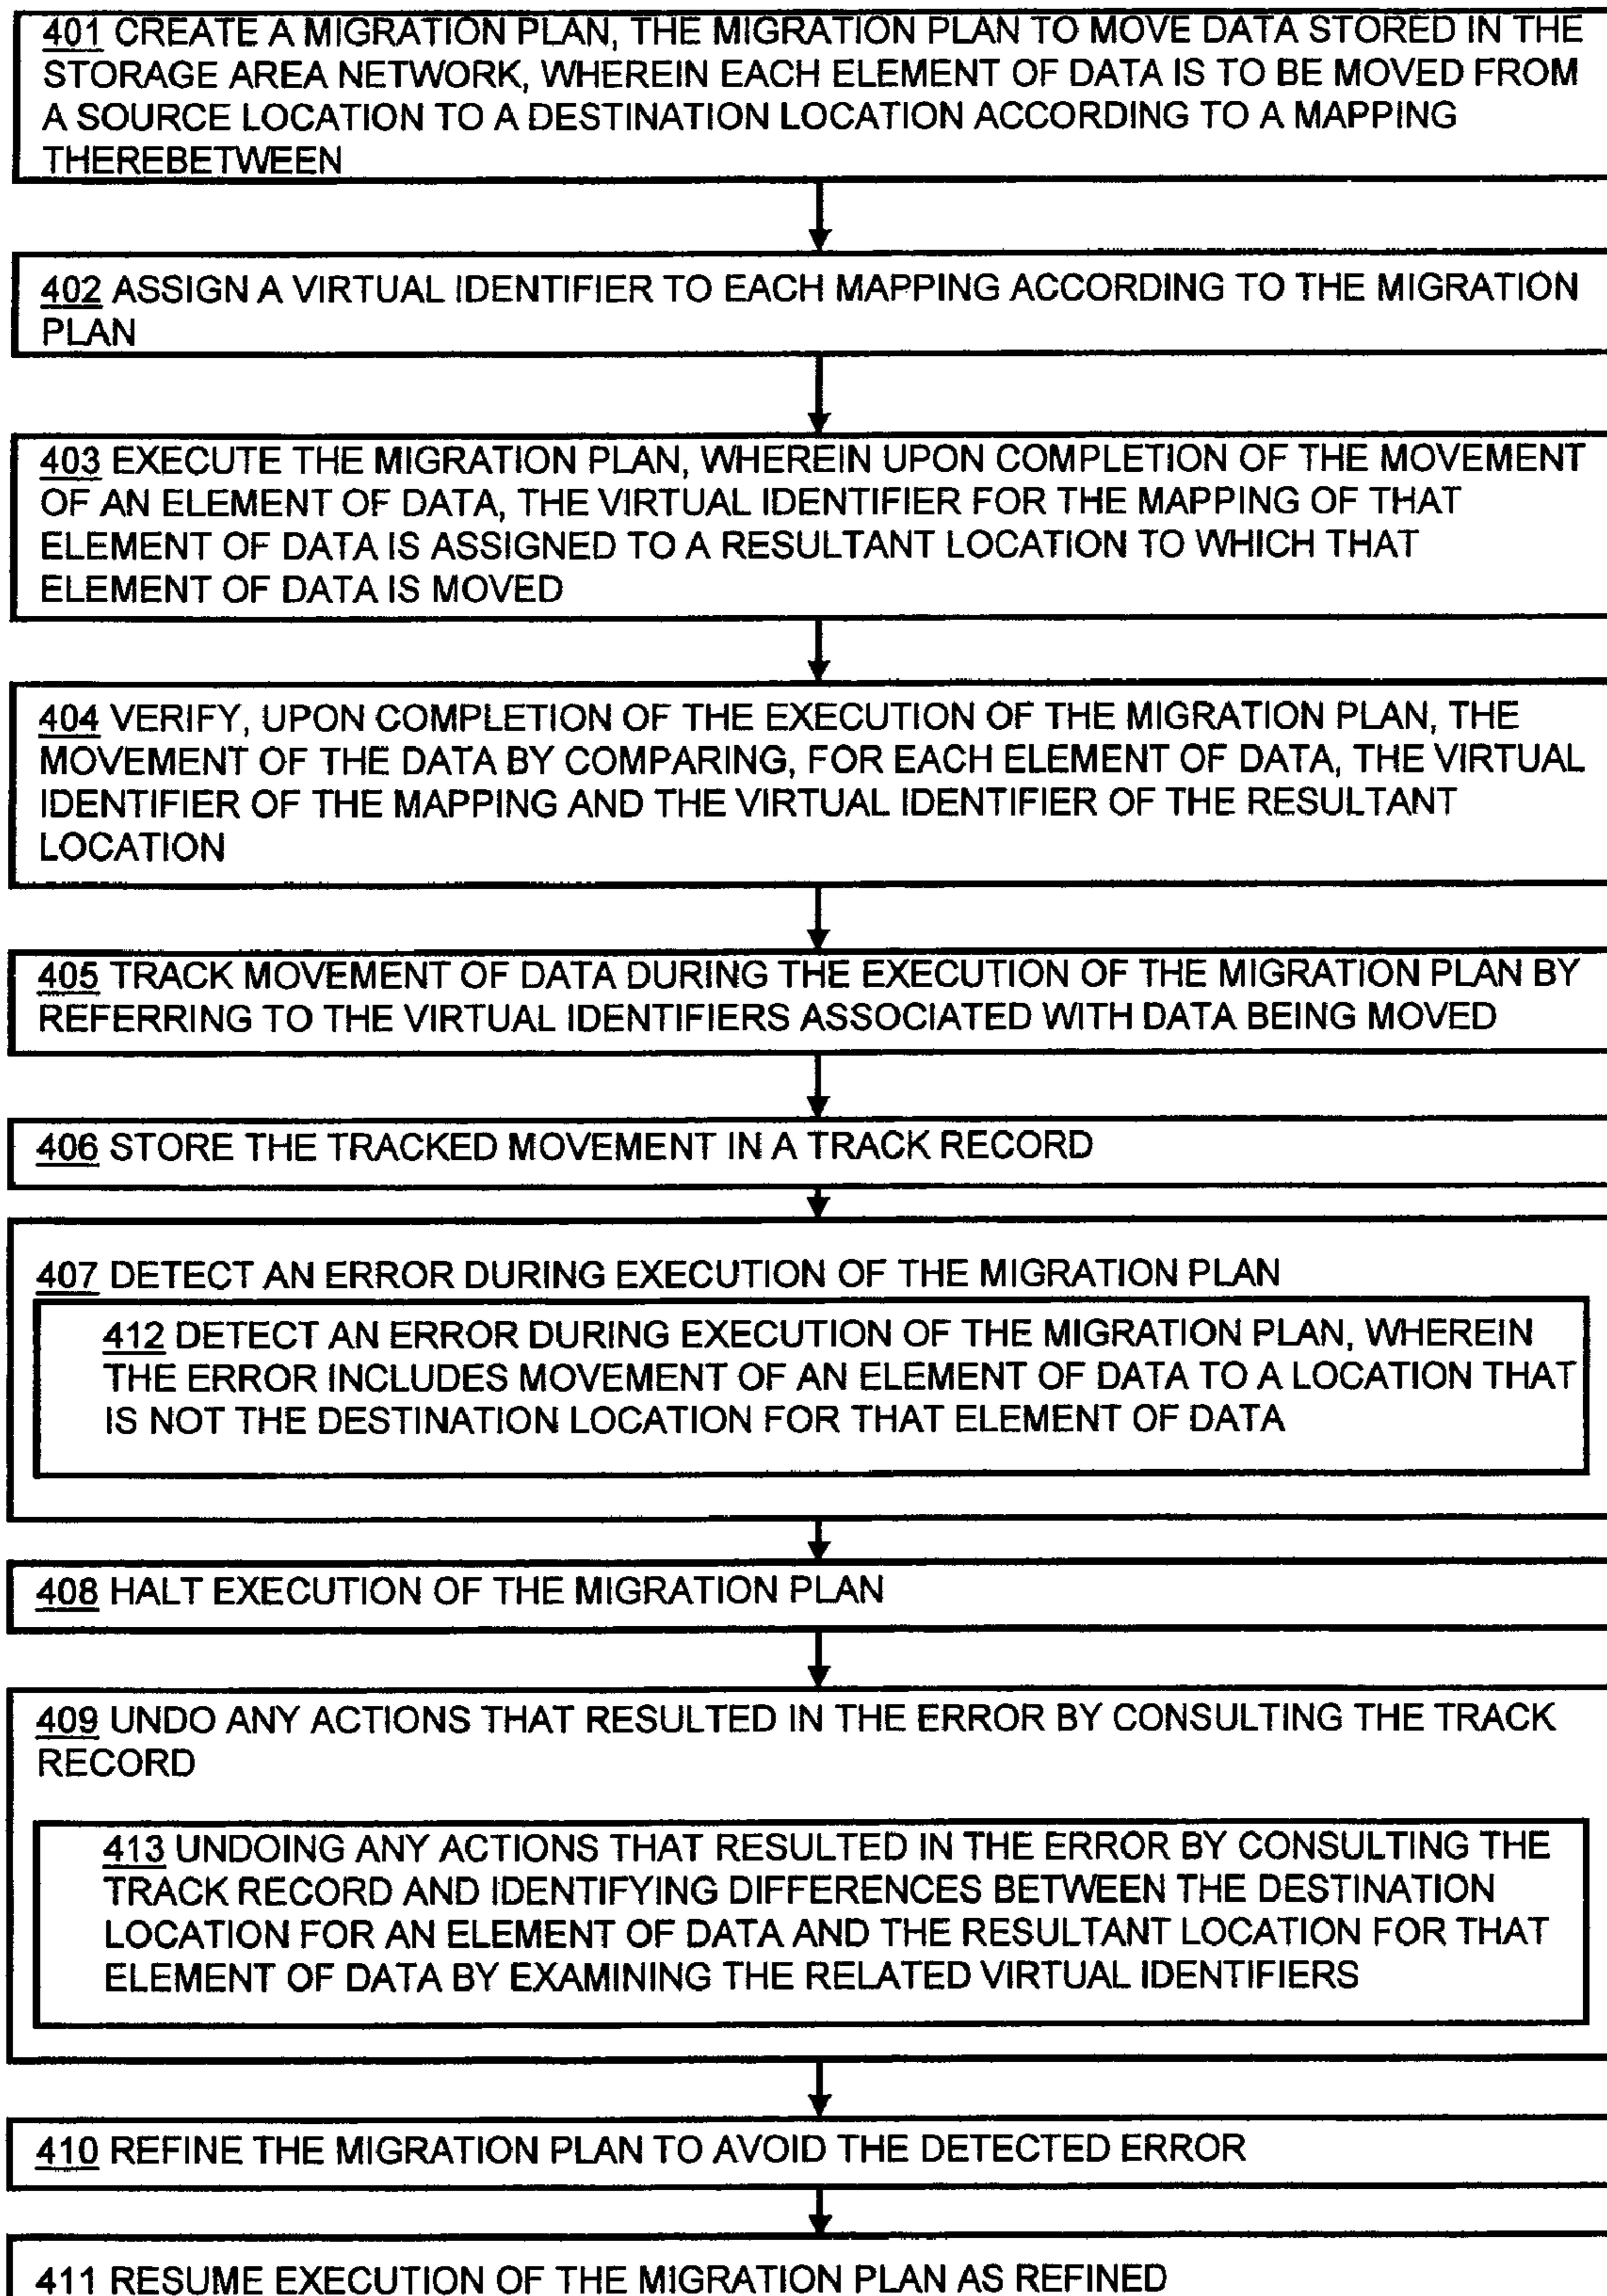 401 CREATE A MIGRATION PLAN, THE MIGRATION PLAN TO MOVE DATA STORED IN THE
STORAGE AREA NETWORK, WHEREIN EACH ELEMENT OF DATA IS TO BE MOVED FROM
A SOURCE LOCATION TO A DESTINATION LOCATION ACCORDING TO A MAPPING
THEREBETWEEN
402 ASSIGN A VIRTUAL IDENTIFIER TO EACH MAPPING ACCORDING TO THE MIGRATION
PLAN
403 EXECUTE THE MIGRATION PLAN, WHEREIN UPON COMPLETION OF THE MOVEMENT
OF AN ELEMENT OF DATA, THE VIRTUAL IDENTIFIER FOR THE MAPPING OF THAT
ELEMENT OF DATA IS ASSIGNED TO A RESULTANT LOCATION TO WHICH THAT
ELEMENT OF DATA IS MOVED
404 VERIFY, UPON COMPLETION OF THE EXECUTION OF THE MIGRATION PLAN, THE
MOVEMENT OF THE DATA BY COMPARING, FOR EACH ELEMENT OF DATA, THE VIRTUAL
IDENTIFIER OF THE MAPPING AND THE VIRTUAL IDENTIFIER OF THE RESULTANT
LOCATION
405 TRACK MOVEMENT OF DATA DURING THE EXECUTION OF THE MIGRATION PLAN BY
REFERRING TO THE VIRTUAL IDENTIFIERS ASSOCIATED WITH DATA BEING MOVED
406 STORE THE TRACKED MOVEMENT IN A TRACK RECORD
407 DETECT AN ERROR DURING EXECUTION OF THE MIGRATION PLAN
412 DETECT AN ERROR DURING EXECUTION OF THE MIGRATION PLAN, WHEREIN
THE ERROR INCLUDES MOVEMENT OF AN ELEMENT OF DATA TO A LOCATION THAT
IS NOT THE DESTINATION LOCATION FOR THAT ELEMENT OF DATA
408 HALT EXECUTION OF THE MIGRATION PLAN
409 UNDO ANY ACTIONS THAT RESULTED IN THE ERROR BY CONSULTING THE TRACK
RECORD
413 UNDOING ANY ACTIONS THAT RESULTED IN THE ERROR BY CONSULTING THE
TRACK RECORD AND IDENTIFYING DIFFERENCES BETWEEN THE DESTINATION
LOCATION FOR AN ELEMENT OF DATA AND THE RESULTANT LOCATION FOR THAT
ELEMENT OF DATA BY EXAMINING THE RELATED VIRTUAL IDENTIFIERS
410 REFINE THE MIGRATION PLAN TO AVOID THE DETECTED ERROR
411 RESUME EXECUTION OF THE MIGRATION PLAN AS REFINED